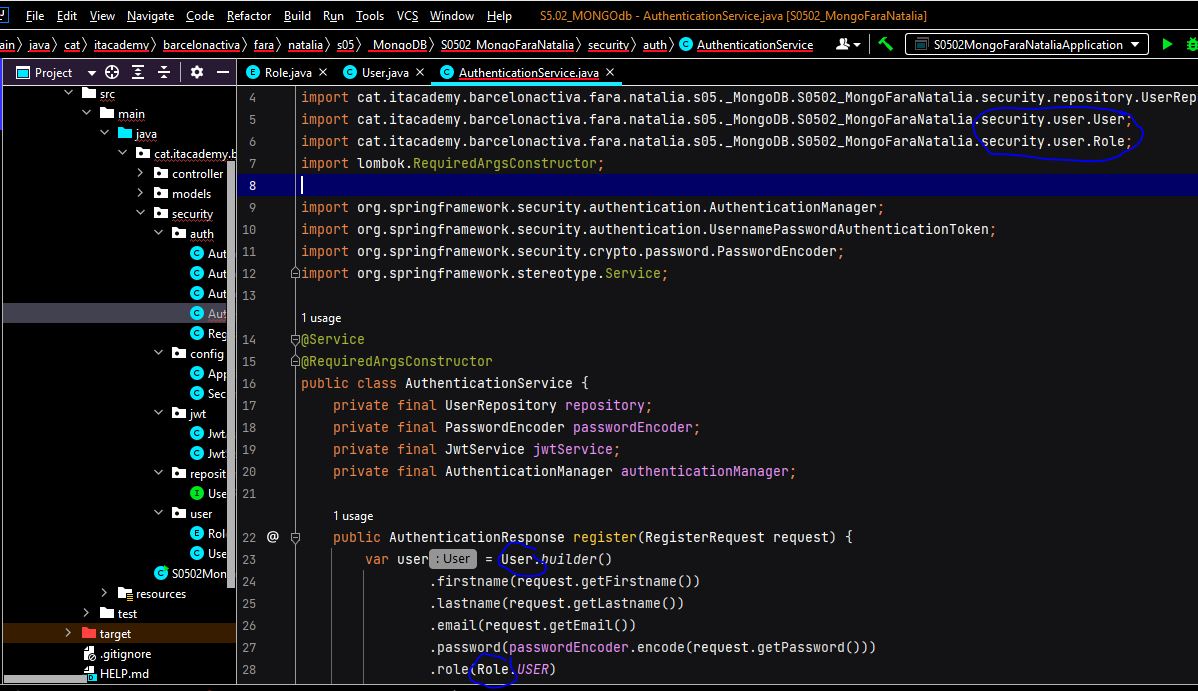 File Edit View Navigate Code Refactor Build Run Tools VCS Window Help S5.02_MONGOdb - AuthenticationService.java [S0502_MongoFaraNatalia]
ain java cat itacademy barcelonactiva fara natalia s05 _MongoDB S0502_MongoFaraNatalia security auth AuthenticationService S0502MongoFaraNataliaApplication
Project Role.java User.java AuthenticationService.java
src
main
java
cat.itacademy.b
controller
models
security
auth
Aut
Aut
Aut
Aut
Reg
config
App
Sec
jwt
Jwt
Jwt
reposit
Use
user
Rol
Use
S0502Mon
resources
test
target
.gitignore
HELP.md
4 import cat.itacademy.barcelonactiva.fara.natalia.s05._MongoDB.S0502_MongoFaraNatalia.security.repository.UserRep
5 import cat.itacademy.barcelonactiva.fara.natalia.s05._MongoDB.S0502_MongoFaraNatalia.security.user.User;
6 import cat.itacademy.barcelonactiva.fara.natalia.s05._MongoDB.S0502_MongoFaraNatalia.security.user.Role;
7 import lombok.RequiredArgsConstructor;
8
9 import org.springframework.security.authentication.AuthenticationManager;
10 import org.springframework.security.authentication.UsernamePasswordAuthenticationToken;
11 import org.springframework.security.crypto.password.PasswordEncoder;
12 import org.springframework.stereotype.Service;
13
1 usage
14 @Service
15 @RequiredArgsConstructor
16 public class AuthenticationService {
17 private final UserRepository repository;
18 private final PasswordEncoder passwordEncoder;
19 private final JwtService jwtService;
20 private final AuthenticationManager authenticationManager;
21
1 usage
22 @ public AuthenticationResponse register(RegisterRequest request) {
23 var user : User = User.builder()
24 .firstname(request.getFirstname())
25 .lastname(request.getLastname())
26 .email(request.getEmail())
27 .password(passwordEncoder.encode(request.getPassword()))
28 .role(Role.USER)